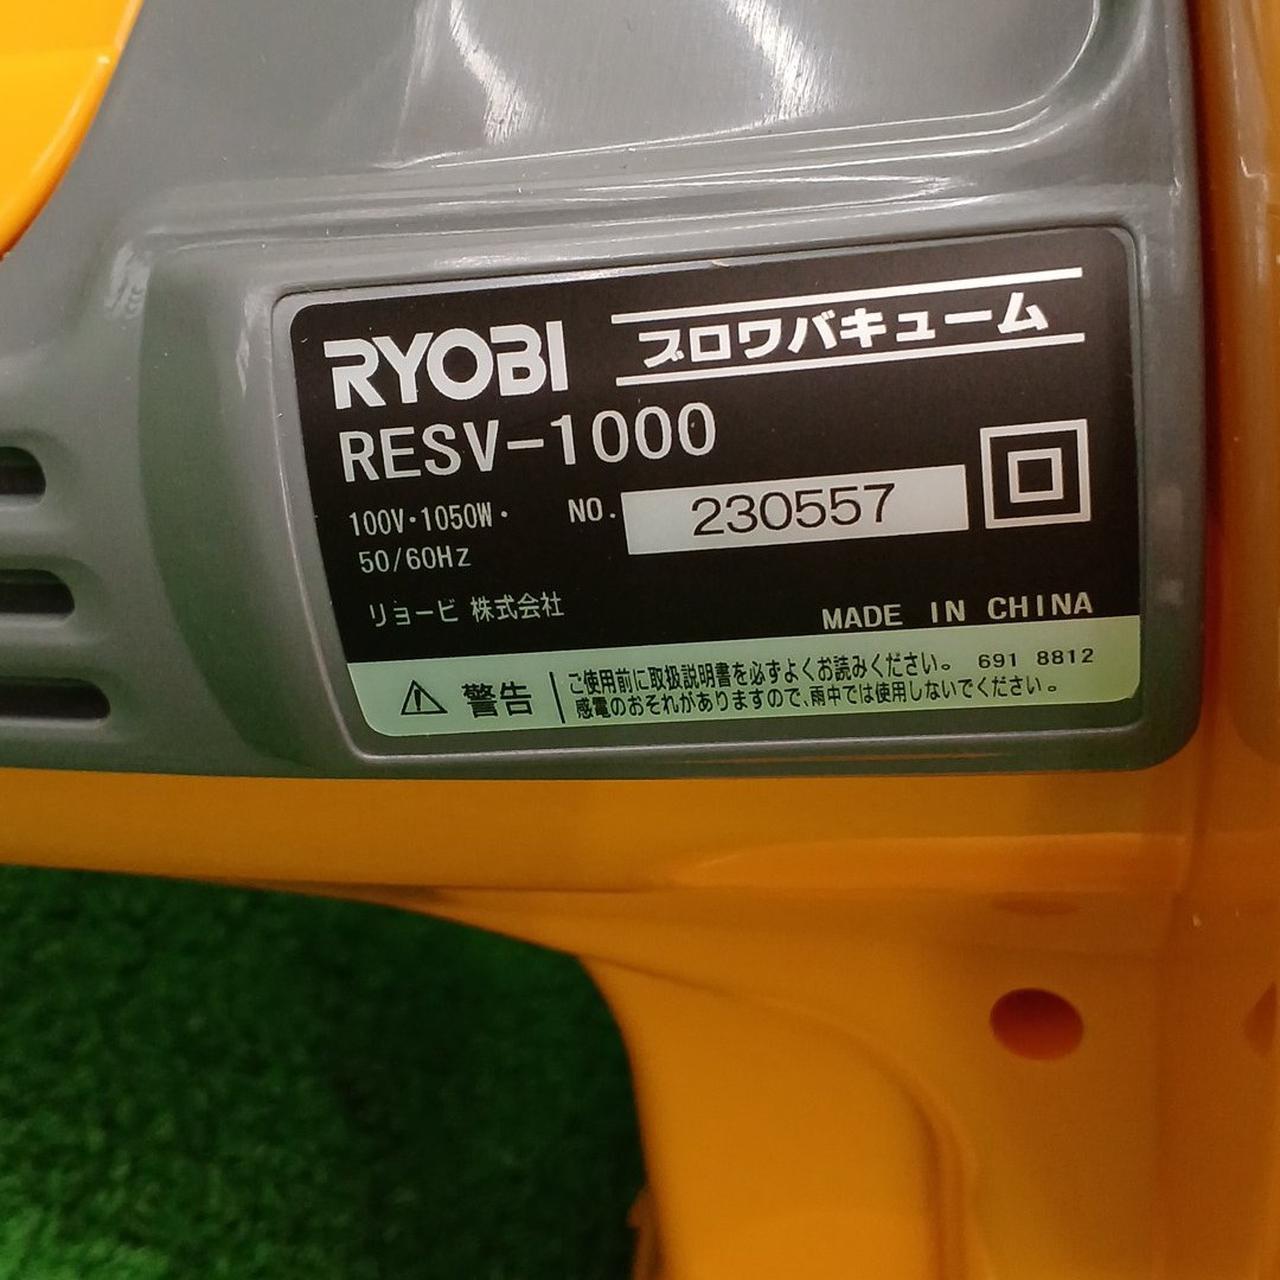 RYOBI ブロワバキューム
RESV-1000
100V·1050W· NO. 230557
50/60Hz
リョービ 株式会社
MADE IN CHINA
警告 ご使用前に取扱説明書を必ずよくお読みください。 691 8812
感電のおそれがありますので、雨中では使用しないでください。